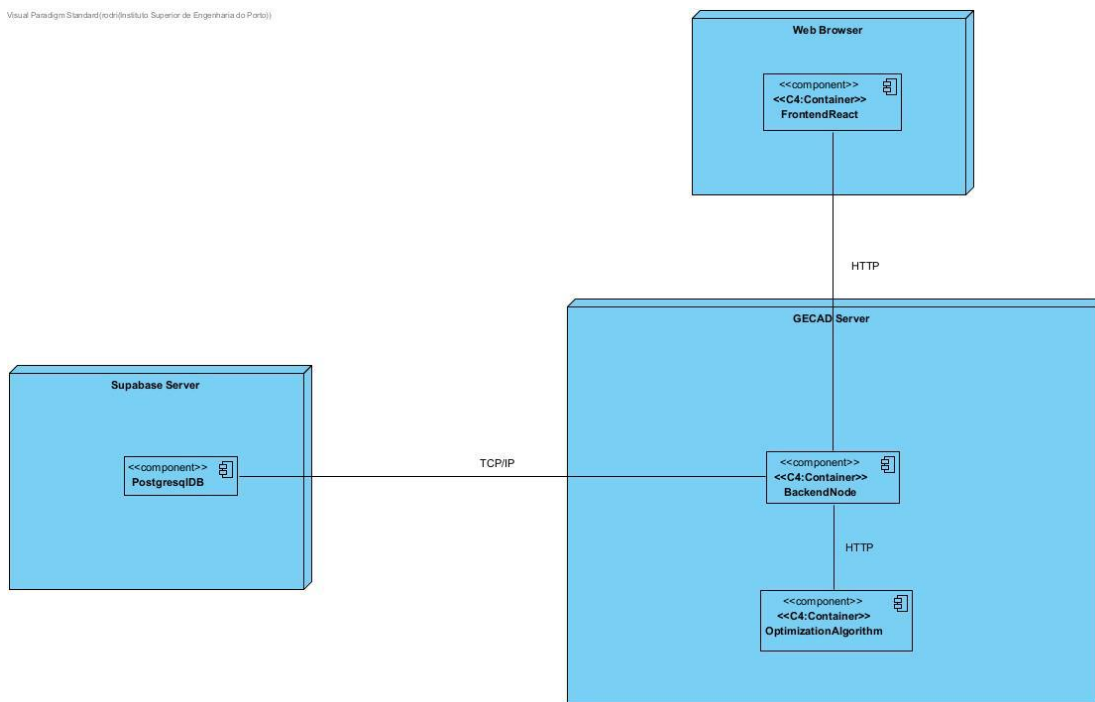 Visual Paradigm Standard(rodri(Instituto Superior de Engenharia do Porto))
Web Browser
<<component>>
<<C4:Container>>
FrontendReact
HTTP
GECAD Server
Supabase Server
<<component>>
PostgresqlDB
TCP/IP
<<component>>
<<C4:Container>>
BackendNode
HTTP
<<component>>
<<C4:Container>>
OptimizationAlgorithm